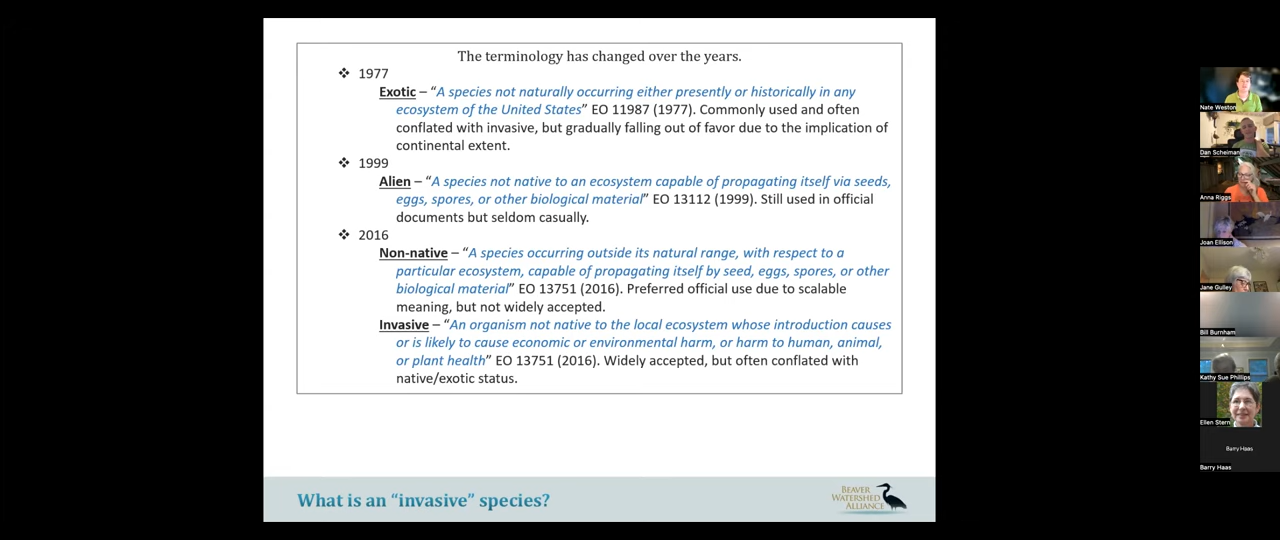 The terminology has changed over the years.
❖ 1977
Exotic – “A species not naturally occurring either presently or historically in any
ecosystem of the United States” EO 11987 (1977). Commonly used and often
conflated with invasive, but gradually falling out of favor due to the implication of
continental extent.
❖ 1999
Alien – “A species not native to an ecosystem capable of propagating itself via seeds,
eggs, spores, or other biological material” EO 13112 (1999). Still used in official
documents but seldom casually.
❖ 2016
Non-native – “A species occurring outside its natural range, with respect to a
particular ecosystem, capable of propagating itself by seed, eggs, spores, or other
biological material” EO 13751 (2016). Preferred official use due to scalable
meaning, but not widely accepted.
Invasive – “An organism not native to the local ecosystem whose introduction causes
or is likely to cause economic or environmental harm, or harm to human, animal,
or plant health” EO 13751 (2016). Widely accepted, but often conflated with
native/exotic status.
What is an “invasive” species?
BEAVER
WATERSHED
ALLIANCE
Nate Weston
Dan Scheiman
Anna Riggs
Joan Ellison
Jane Gulley
Bill Burnham
Kathy Sue Phillips
Ellen Stern
Barry Haas
Barry Haas